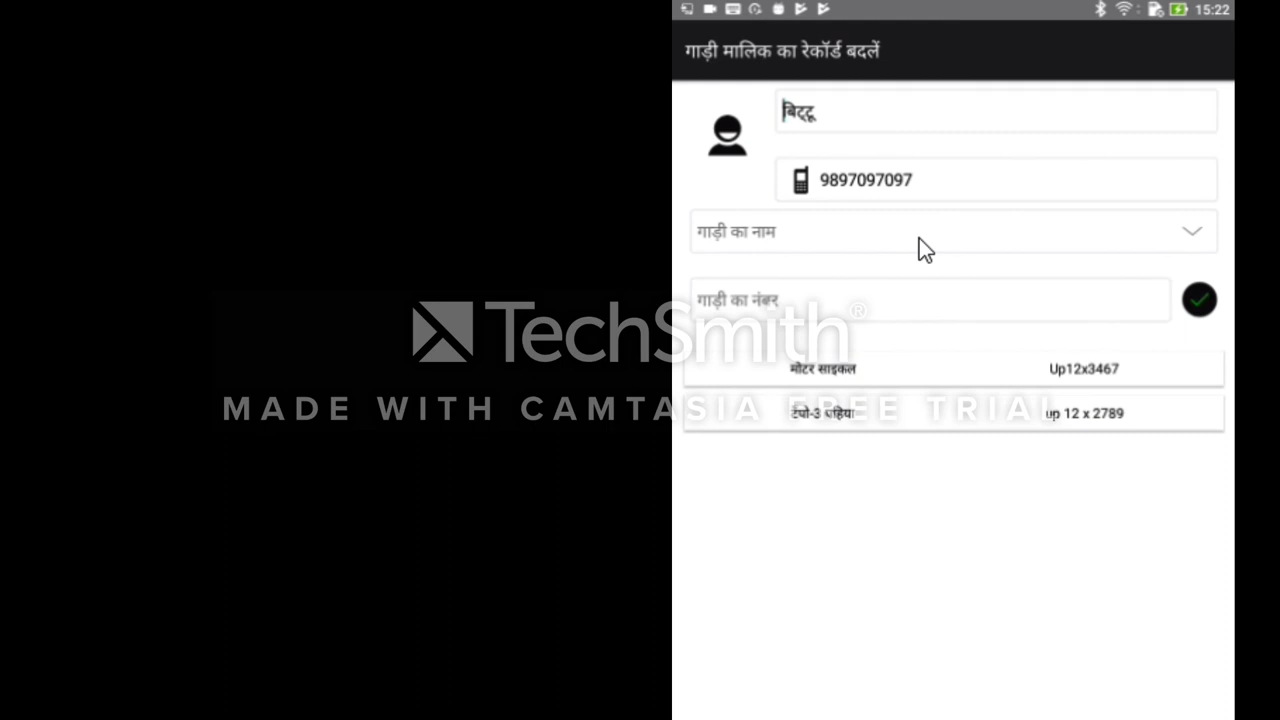 15:22
गाड़ी मालिक का रेकॉर्ड बदलें
बिट्टू
9897097097
गाड़ी का नाम
गाड़ी का नंबर
TechSmith®
मोटर साइकल Up12x3467
MADE WITH CAMTASIA FREE TRIAL
टेंपो-3 पहिया up 12 x 2789